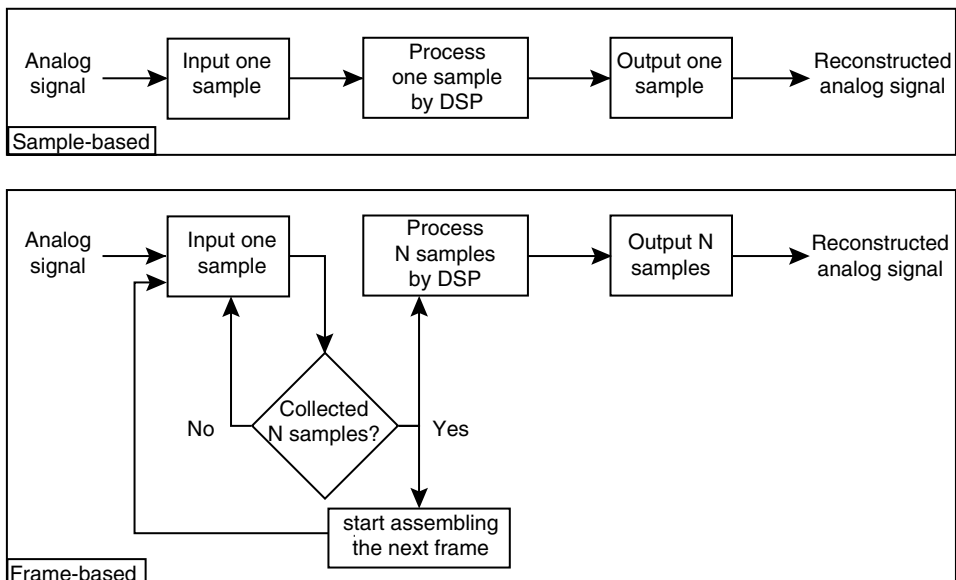 Analog
signal
Input one
sample
Process
one sample
by DSP
Output one
sample
Reconstructed
analog signal
Sample-based
Analog
signal
Input one
sample
Process
N samples
by DSP
Output N
samples
Reconstructed
analog signal
Collected
N samples?
No
Yes
start assembling
the next frame
Frame-based